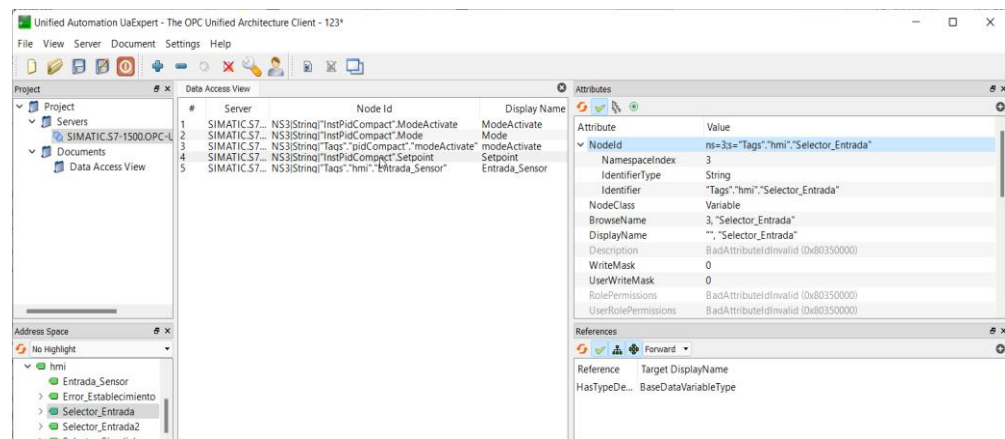 Unified Automation UaExpert - The OPC Unified Architecture Client - 123*
File View Server Document Settings Help
Project
Project
Servers
SIMATIC.S7-1500.OPC-U
Documents
Data Access View
Data Access View
# Server Node Id Display Name
1 SIMATIC.S7... NS3|String|"InstPidCompact".ModeActivate ModeActivate
2 SIMATIC.S7... NS3|String|"InstPidCompact".Mode Mode
3 SIMATIC.S7... NS3|String|"Tags"."pidCompact"."modeActivate" modeActivate
4 SIMATIC.S7... NS3|String|"InstPidCompact".Setpoint Setpoint
5 SIMATIC.S7... NS3|String|"Tags"."hmi"."Entrada_Sensor" Entrada_Sensor
Attributes
Attribute Value
NodeId ns=3;s="Tags"."hmi"."Selector_Entrada"
NamespaceIndex 3
IdentifierType String
Identifier "Tags"."hmi"."Selector_Entrada"
NodeClass Variable
BrowseName 3, "Selector_Entrada"
DisplayName "", "Selector_Entrada"
Description BadAttributeIdInvalid (0x80350000)
WriteMask 0
UserWriteMask 0
RolePermissions BadAttributeIdInvalid (0x80350000)
UserRolePermissions BadAttributeIdInvalid (0x80350000)
Address Space
No Highlight
hmi
Entrada_Sensor
Error_Establecimiento
Selector_Entrada
Selector_Entrada2
References
Forward
Reference Target DisplayName
HasTypeDe... BaseDataVariableType